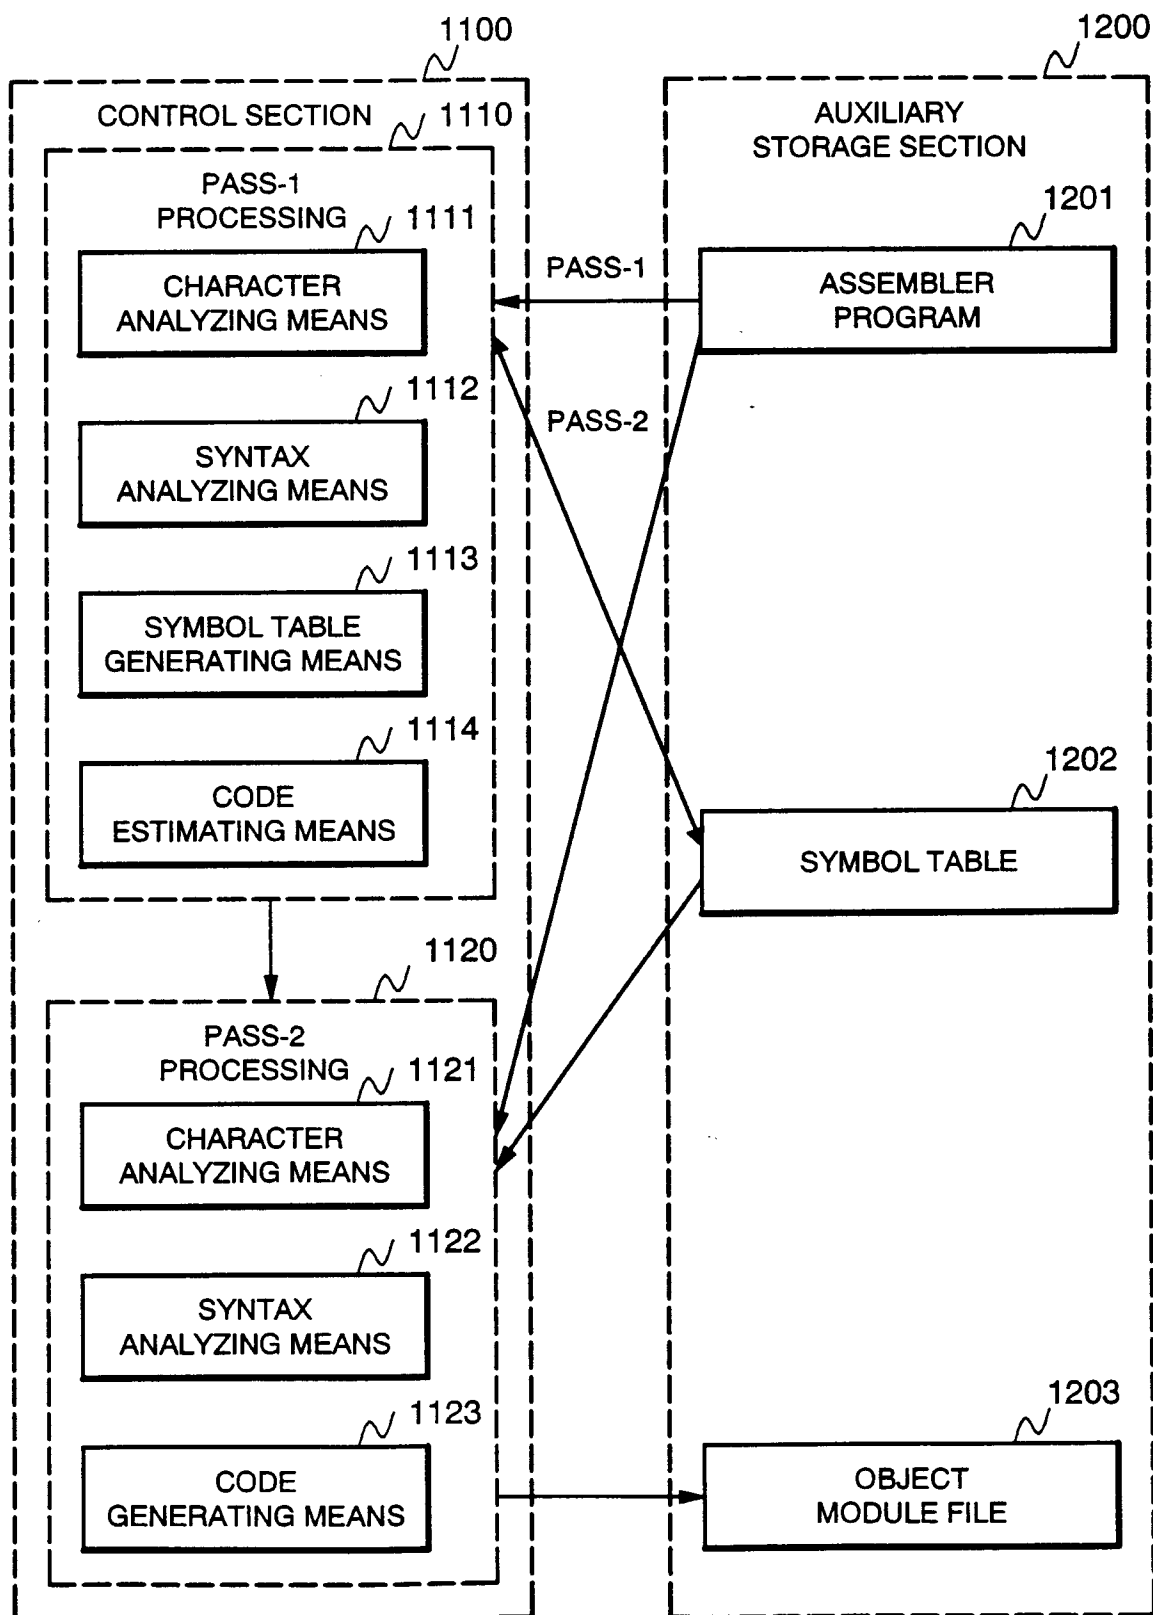 1100
CONTROL SECTION
1110
PASS-1
PROCESSING
1111
CHARACTER
ANALYZING MEANS
1112
SYNTAX
ANALYZING MEANS
1113
SYMBOL TABLE
GENERATING MEANS
1114
CODE
ESTIMATING MEANS
1120
PASS-2
PROCESSING
1121
CHARACTER
ANALYZING MEANS
1122
SYNTAX
ANALYZING MEANS
1123
CODE
GENERATING MEANS
PASS-1
PASS-2
1200
AUXILIARY
STORAGE SECTION
1201
ASSEMBLER
PROGRAM
1202
SYMBOL TABLE
1203
OBJECT
MODULE FILE